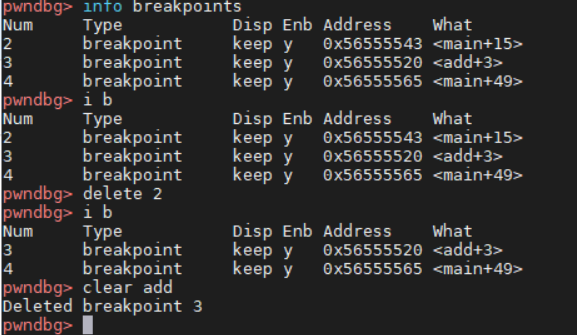 pwndbg> info breakpoints
Num Type Disp Enb Address What
2 breakpoint keep y 0x56555543 <main+15>
3 breakpoint keep y 0x56555520 <add+3>
4 breakpoint keep y 0x56555565 <main+49>
pwndbg> i b
Num Type Disp Enb Address What
2 breakpoint keep y 0x56555543 <main+15>
3 breakpoint keep y 0x56555520 <add+3>
4 breakpoint keep y 0x56555565 <main+49>
pwndbg> delete 2
pwndbg> i b
Num Type Disp Enb Address What
3 breakpoint keep y 0x56555520 <add+3>
4 breakpoint keep y 0x56555565 <main+49>
pwndbg> clear add
Deleted breakpoint 3
pwndbg>